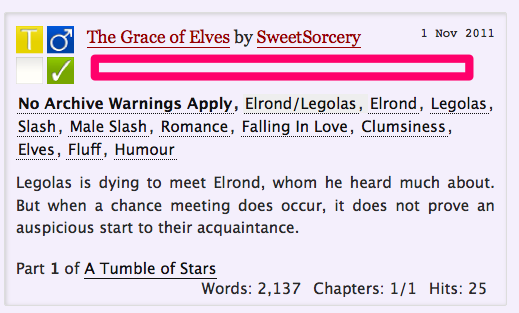 T The Grace of Elves by SweetSorcery 1 Nov 2011
No Archive Warnings Apply, Elrond/Legolas, Elrond, Legolas,
Slash, Male Slash, Romance, Falling In Love, Clumsiness,
Elves, Fluff, Humour
Legolas is dying to meet Elrond, whom he heard much about.
But when a chance meeting does occur, it does not prove an
auspicious start to their acquaintance.
Part 1 of A Tumble of Stars
Words: 2,137 Chapters: 1/1 Hits: 25